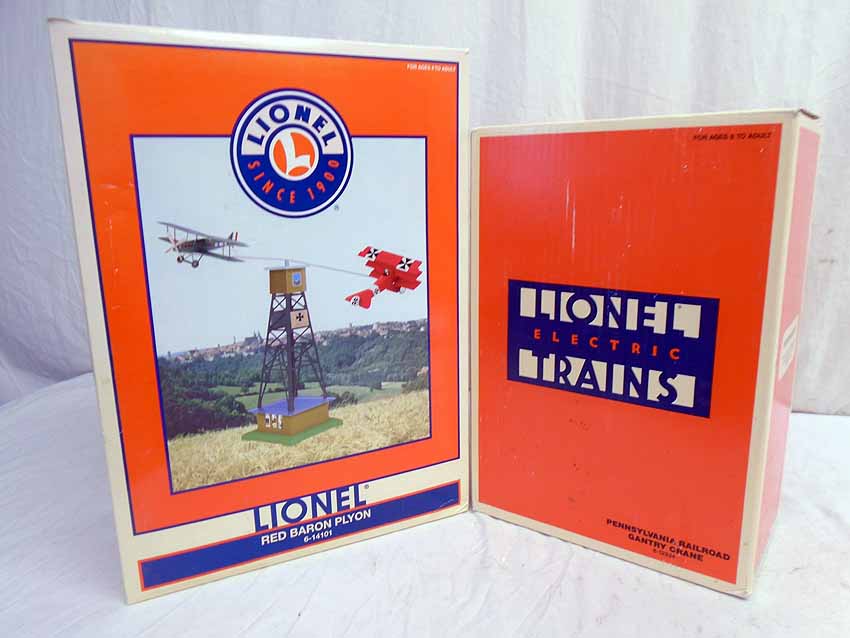 FOR AGES 8 TO ADULT
LIONEL
L
SINCE 1900
LIONEL®
RED BARON PLYON
6-14101
FOR AGES 8 TO ADULT
LIONEL
ELECTRIC
TRAINS
PENNSYLVANIA RAILROAD
GANTRY CRANE